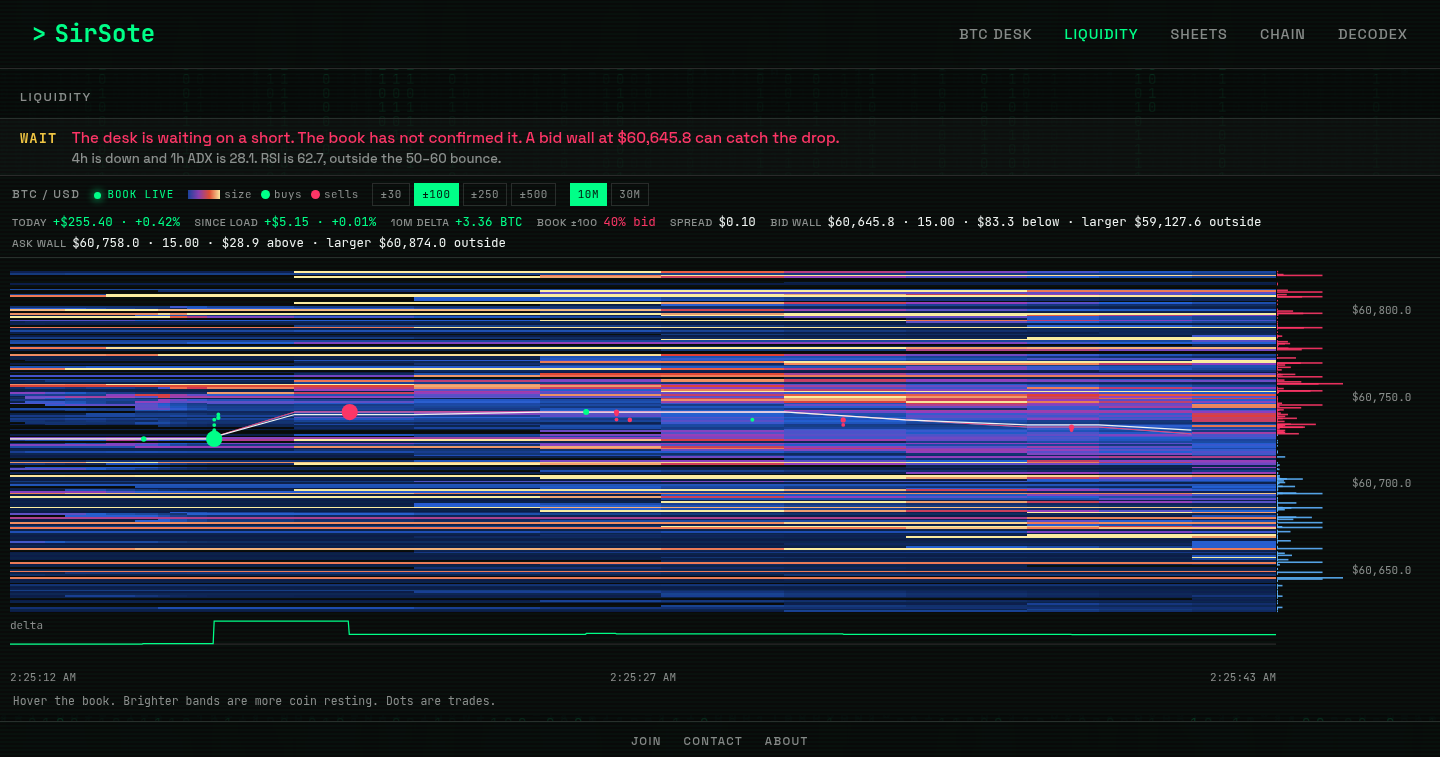 > SirSote
BTC DESK LIQUIDITY SHEETS CHAIN DECODEX
LIQUIDITY
WAIT The desk is waiting on a short. The book has not confirmed it. A bid wall at $60,645.8 can catch the drop.
4h is down and 1h ADX is 28.1. RSI is 62.7, outside the 50–60 bounce.
BTC / USD BOOK LIVE size buys sells ±30 ±100 ±250 ±500 10M 30M
TODAY +$255.40 · +0.42% SINCE LOAD +$5.15 · +0.01% 10M DELTA +3.36 BTC BOOK ±100 40% bid SPREAD $0.10 BID WALL $60,645.8 · 15.00 · $83.3 below · larger $59,127.6 outside
ASK WALL $60,758.0 · 15.00 · $28.9 above · larger $60,874.0 outside
$60,800.0
$60,750.0
$60,700.0
$60,650.0
delta
2:25:12 AM 2:25:27 AM 2:25:43 AM
Hover the book. Brighter bands are more coin resting. Dots are trades.
JOIN CONTACT ABOUT